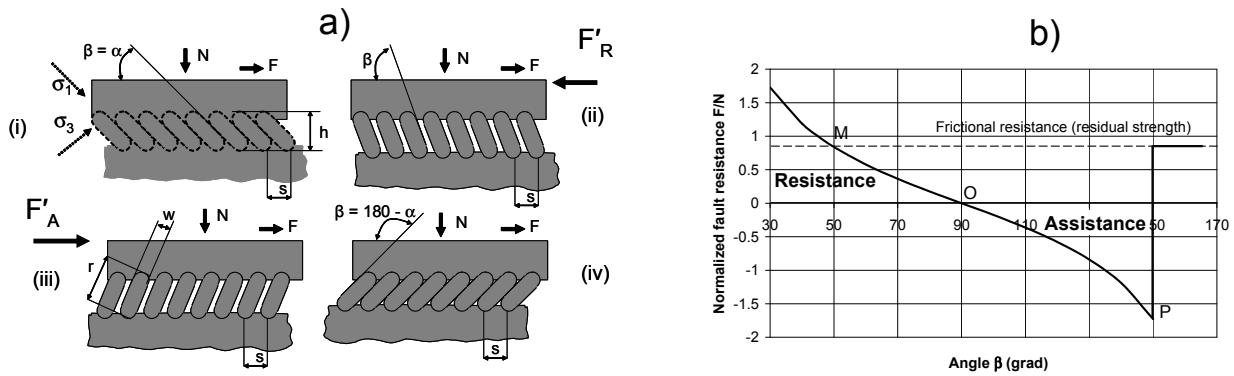 a)
β = α
N
F
σ1
σ3
(i)
h
s
β
N
F
F′R
(ii)
s
F′A
w
N
F
r
(iii)
s
β = 180 - α
N
F
(iv)
s
b)
Normalized fault resistance F/N
2
1.5
1
0.5
0
-0.5
-1
-1.5
-2
Frictional resistance (residual strength)
M
Resistance
O
Assistance
P
30 50 70 90 110 50 170
Angle β (grad)